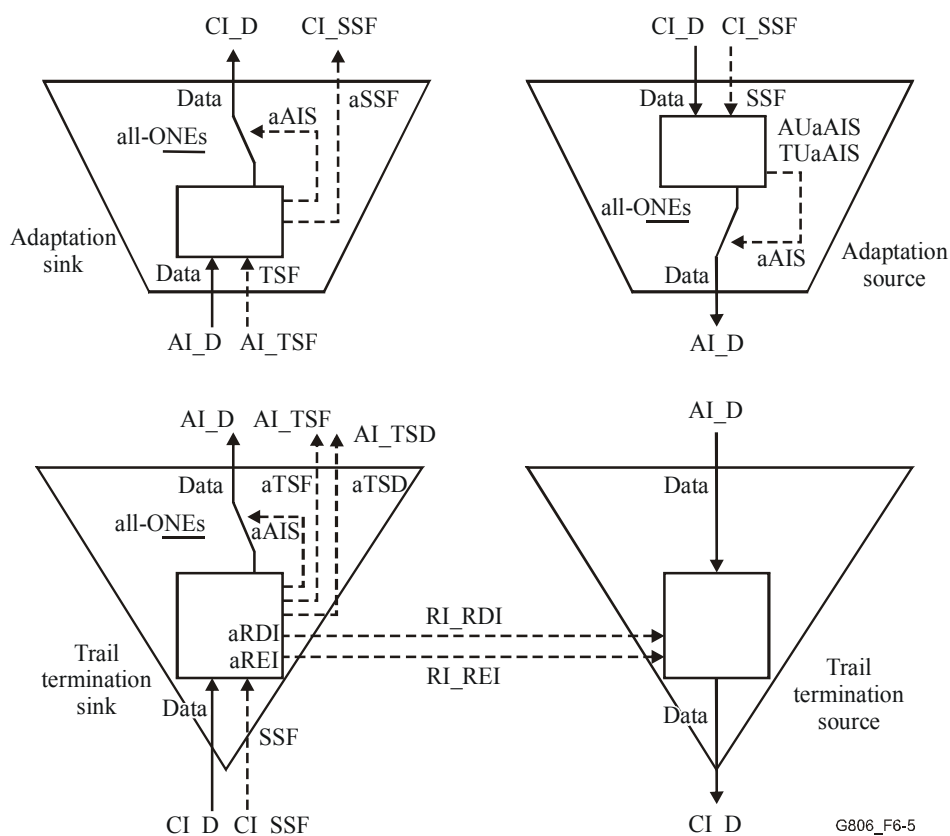 CI_D
CI_SSF
Data
aSSF
aAIS
all-ONEs
Adaptation
sink
Data
TSF
AI_D
AI_TSF
CI_D
CI_SSF
Data
SSF
AUaAIS
TUaAIS
all-ONEs
aAIS
Data
Adaptation
source
AI_D
AI_D
AI_TSF
AI_TSD
Data
aTSF
aTSD
all-ONEs
aAIS
aRDI
aREI
Trail
termination
sink
Data
SSF
CI_D
CI_SSF
RI_RDI
RI_REI
AI_D
Data
Data
Trail
termination
source
CI_D
G806_F6-5